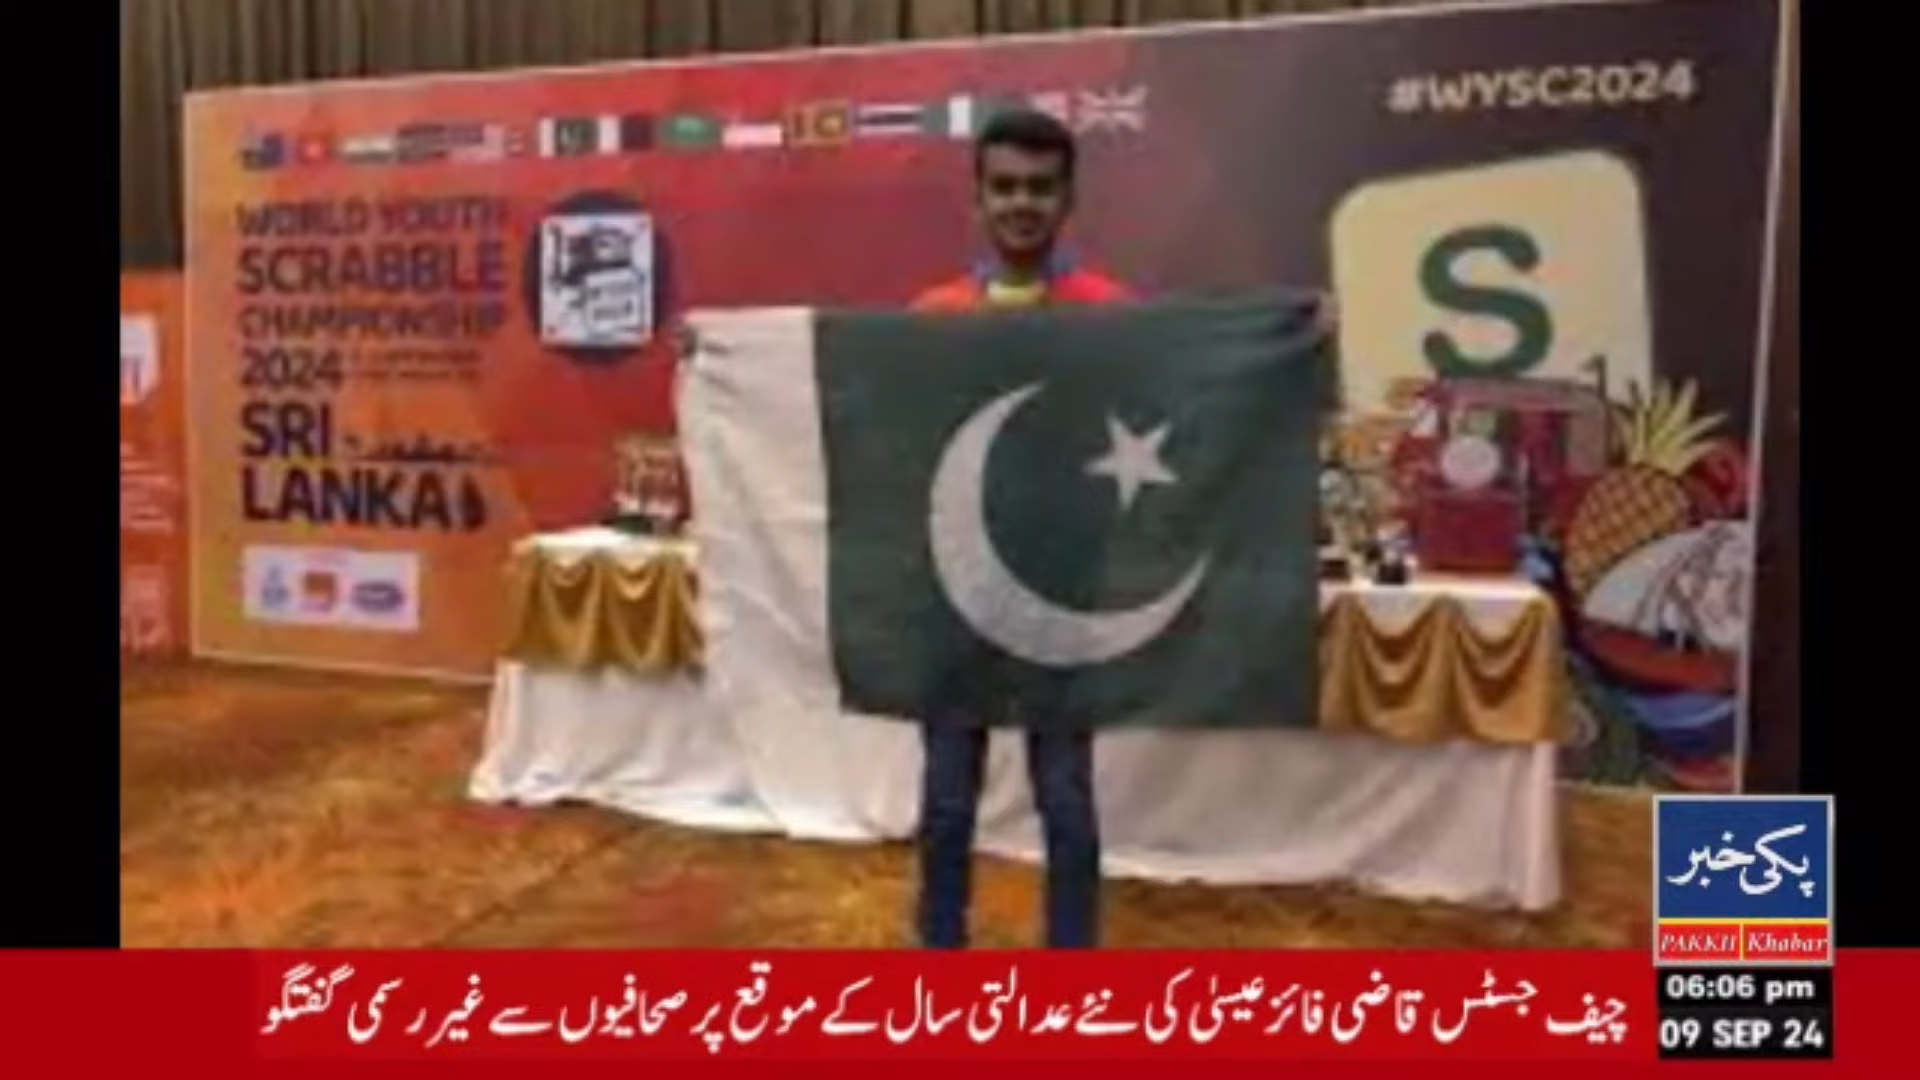 #WYSC2024
WORLD YOUTH
SCRABBLE
CHAMPIONSHIP
2024
SRI
LANKA
S
پکی خبر
PAKKII Khabar
06:06 pm
09 SEP 24
چیف جسٹس قاضی فائز عیسیٰ کی نئے عدالتی سال کے موقع پر صحافیوں سے غیر رسمی گفتگو